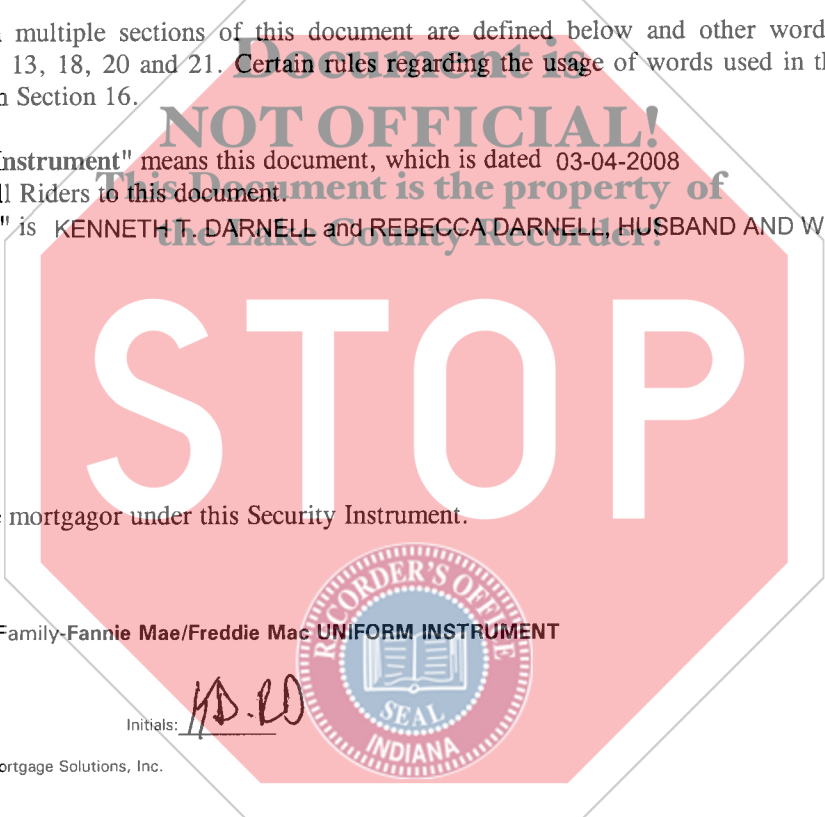 multiple sections of this document are defined below and other word
Document is
13, 18, 20 and 21. Certain rules regarding the usage of words used in
Section 16.
NOT OFFICIAL!
Instrument" means this document, which is dated 03-04-2008
This Document is the property of
Riders to this document.
" is KENNETH T. DARNELL and REBECCA DARNELL, HUSBAND AND W
the Lake County Recorder!
STOP
mortgagor under this Security Instrument.
Family-Fannie Mae/Freddie Mac UNIFORM INSTRUMENT
RECORDER'S OFFICE
SEAL
INDIANA
Initials: KD. RD
ortgage Solutions, Inc.